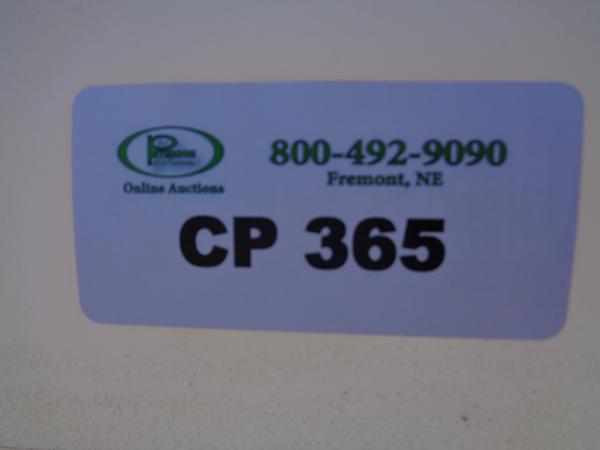 800-492-9090
Fremont, NE
Online Auctions
CP 365